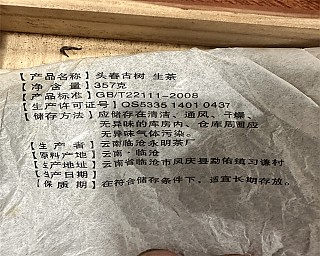 【产品名称】头春古树 生茶
【净 含 量】357克
【产品标准】GB/T22111-2008
【生产许可证号】QS5335 1401 0437
【储存方法】应储存在清洁、通风、干燥、
无异味的库房内、仓库周围应
无异味气体污染。
【生 产 者】云南临沧永明茶厂
【原料产地】云南·临沧
【生产地址】云南省临沧市凤庆县勐佑镇习谦村
【生产日期】
【保 质 期】在符合储存条件下，适宜长期存放。